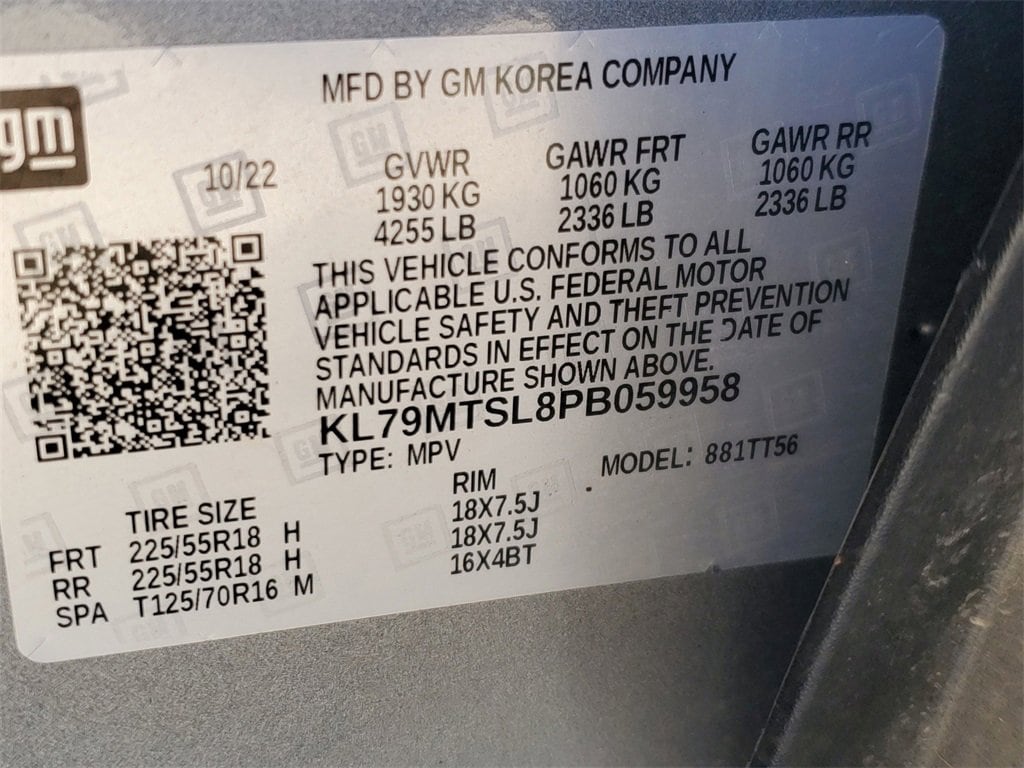 gm
MFD BY GM KOREA COMPANY
10/22
GVWR GAWR FRT GAWR RR
1930 KG 1060 KG 1060 KG
4255 LB 2336 LB 2336 LB
THIS VEHICLE CONFORMS TO ALL
APPLICABLE U.S. FEDERAL MOTOR
VEHICLE SAFETY AND THEFT PREVENTION
STANDARDS IN EFFECT ON THE DATE OF
MANUFACTURE SHOWN ABOVE.
KL79MTSL8PB059958
TYPE: MPV MODEL: 881TT56
TIRE SIZE RIM
FRT 225/55R18 H 18X7.5J
RR 225/55R18 H 18X7.5J
SPA T125/70R16 M 16X4BT